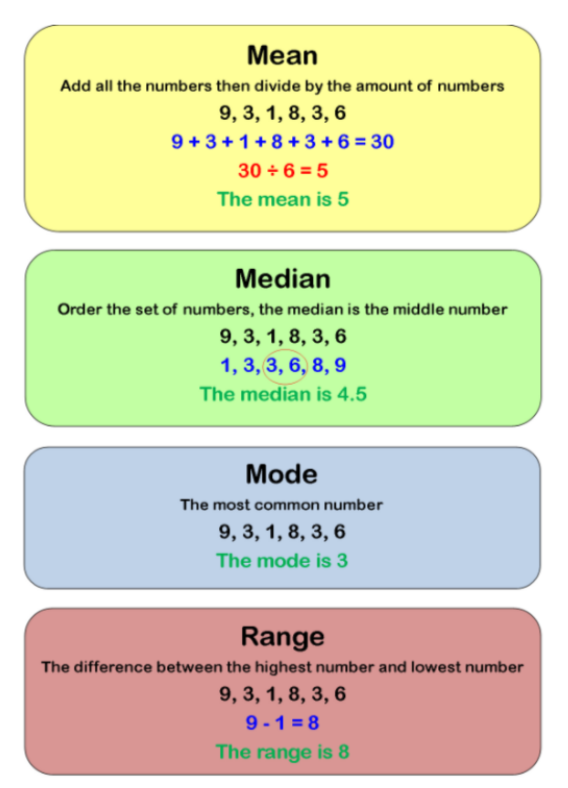 Mean
Add all the numbers then divide by the amount of numbers
9, 3, 1, 8, 3, 6
9 + 3 + 1 + 8 + 3 + 6 = 30
30 ÷ 6 = 5
The mean is 5
Median
Order the set of numbers, the median is the middle number
9, 3, 1, 8, 3, 6
1, 3, 3, 6, 8, 9
The median is 4.5
Mode
The most common number
9, 3, 1, 8, 3, 6
The mode is 3
Range
The difference between the highest number and lowest number
9, 3, 1, 8, 3, 6
9 - 1 = 8
The range is 8